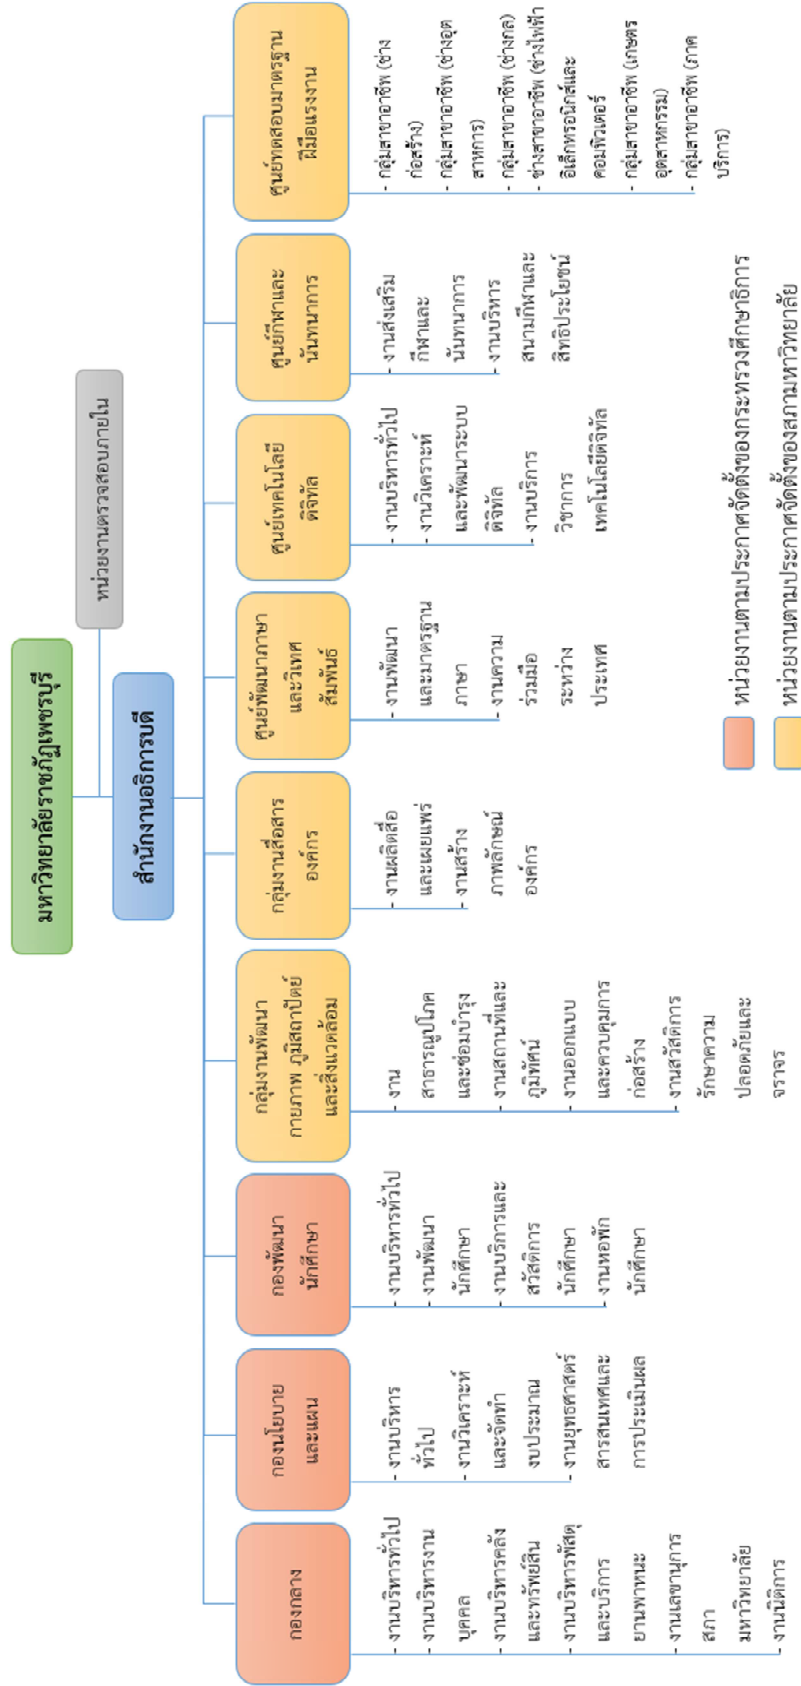 มหาวิทยาลัยราชภัฏเพชรบุรี
หน่วยงานตรวจสอบภายใน
สำนักงานอธิการบดี
กองกลาง
- งานบริหารทั่วไป
- งานบริหารงาน
บุคคล
- งานบริหารคลัง
และทรัพย์สิน
- งานบริหารพัสดุ
และบริการ
ยานพาหนะ
- งานเลขานุการ
สภา
มหาวิทยาลัย
- งานนิติการ
กองนโยบาย
และแผน
- งานบริหาร
ทั่วไป
- งานวิเคราะห์
และจัดทำ
งบประมาณ
- งานยุทธศาสตร์
สารสนเทศและ
การประเมินผล
กองพัฒนา
นักศึกษา
- งานบริหารทั่วไป
- งานพัฒนา
นักศึกษา
- งานบริการและ
สวัสดิการ
นักศึกษา
- งานหอพัก
นักศึกษา
กลุ่มงานพัฒนา
กายภาพ ภูมิสถาปัตย์
และสิ่งแวดล้อม
- งาน
สาธารณูปโภค
และซ่อมบำรุง
- งานสถานที่และ
ภูมิทัศน์
- งานออกแบบ
และควบคุมการ
ก่อสร้าง
- งานสวัสดิการ
รักษาความ
ปลอดภัยและ
จราจร
กลุ่มงานสื่อสาร
องค์กร
- งานผลิตสื่อ
และเผยแพร่
- งานสร้าง
ภาพลักษณ์
องค์กร
ศูนย์พัฒนาภาษา
และวิเทศ
สัมพันธ์
- งานพัฒนา
และมาตรฐาน
ภาษา
- งานความ
ร่วมมือ
ระหว่าง
ประเทศ
ศูนย์เทคโนโลยี
ดิจิทัล
- งานบริหารทั่วไป
- งานวิเคราะห์
และพัฒนาระบบ
ดิจิทัล
- งานบริการ
วิชาการ
เทคโนโลยีดิจิทัล
ศูนย์กีฬาและ
นันทนาการ
- งานส่งเสริม
กีฬาและ
นันทนาการ
- งานบริหาร
สนามกีฬาและ
สิทธิประโยชน์
ศูนย์ทดสอบมาตรฐาน
ฝีมือแรงงาน
- กลุ่มสาขาอาชีพ (ช่าง
ก่อสร้าง)
- กลุ่มสาขาอาชีพ (ช่างอุต
สาหการ)
- กลุ่มสาขาอาชีพ (ช่างกล)
- ช่างสาขาอาชีพ (ช่างไฟฟ้า
อิเล็กทรอนิกส์และ
คอมพิวเตอร์
- กลุ่มสาขาอาชีพ (เกษตร
อุตสาหกรรม)
- กลุ่มสาขาอาชีพ (ภาค
บริการ)
หน่วยงานตามประกาศจัดตั้งของกระทรวงศึกษาธิการ
หน่วยงานตามประกาศจัดตั้งของสภามหาวิทยาลัย